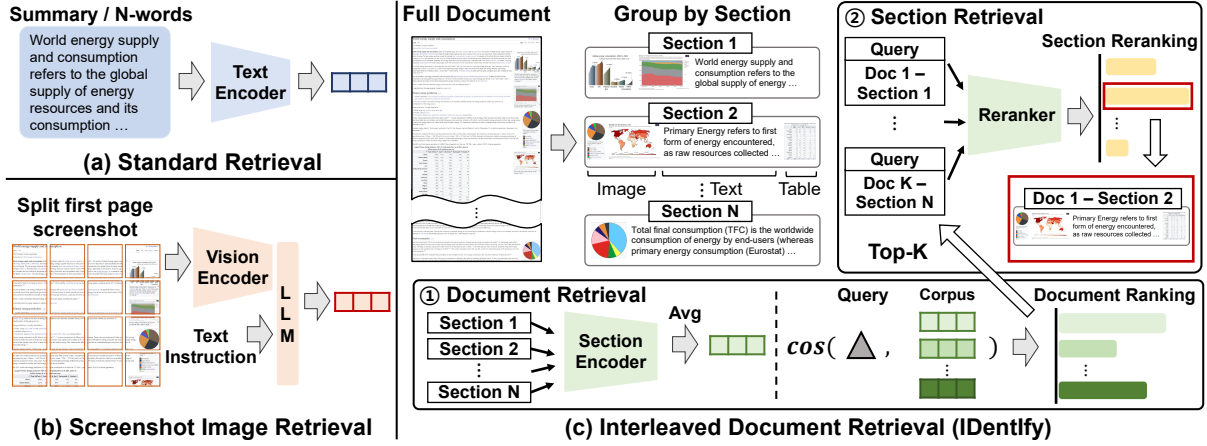 Summary / N-words
World energy supply
and consumption
refers to the global
supply of energy
resources and its
consumption …
Text
Encoder
(a) Standard Retrieval
Split first page
screenshot
Vision
Encoder
Text
Instruction
L
L
M
(b) Screenshot Image Retrieval
Full Document
Group by Section
Section 1
World energy supply and
consumption refers to the
global supply of energy …
Section 2
Primary Energy refers to first
form of energy encountered,
as raw resources collected …
Image
Text
Table
Section N
Total final consumption (TFC) is the worldwide
consumption of energy by end-users (whereas
primary energy consumption (Eurostat) …
② Section Retrieval
Query
Doc 1 –
Section 1
Query
Doc K –
Section N
Reranker
Section Reranking
Doc 1 – Section 2
Primary Energy refers to first
form of energy encountered,
as raw resources collected …
Top-K
① Document Retrieval
Section 1
Section 2
Section N
Section
Encoder
Avg
Query
Corpus
cos( , )
Document Ranking
(c) Interleaved Document Retrieval (IDentIfy)